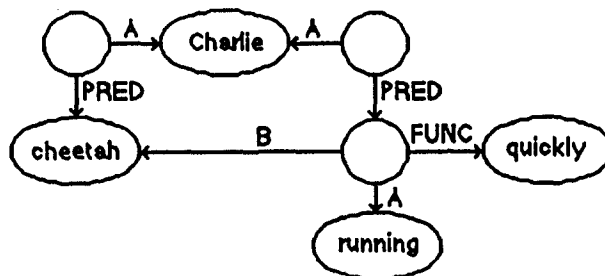 A Charlie A
PRED PRED
cheetah B FUNC quickly
A
running